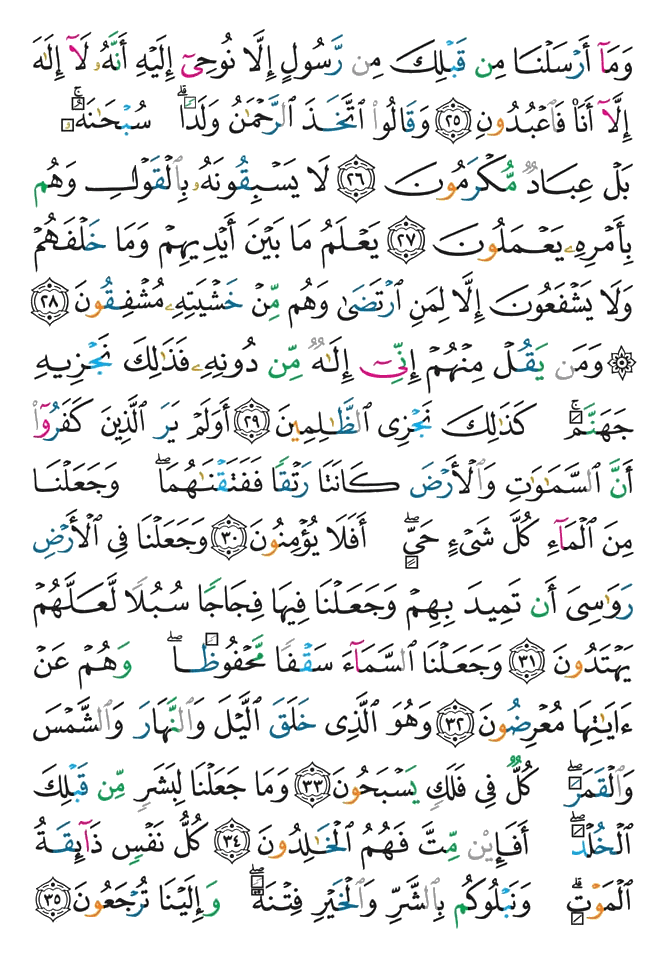 وَمَآ أَرْسَلْنَا مِن قَبْلِكَ مِن رَّسُولٍ إِلَّا نُوحِىٓ إِلَيْهِ أَنَّهُۥ لَآ إِلَٰهَ
إِلَّآ أَنَا۠ فَٱعْبُدُونِ ٢٥ وَقَالُوا۟ ٱتَّخَذَ ٱلرَّحْمَٰنُ وَلَدًا ۗ سُبْحَٰنَهُۥ ۚ
بَلْ عِبَادٌ مُّكْرَمُونَ ٢٦ لَا يَسْبِقُونَهُۥ بِٱلْقَوْلِ وَهُم
بِأَمْرِهِۦ يَعْمَلُونَ ٢٧ يَعْلَمُ مَا بَيْنَ أَيْدِيهِمْ وَمَا خَلْفَهُمْ
وَلَا يَشْفَعُونَ إِلَّا لِمَنِ ٱرْتَضَىٰ وَهُم مِّنْ خَشْيَتِهِۦ مُشْفِقُونَ ٢٨
۞ وَمَن يَقُلْ مِنْهُمْ إِنِّىٓ إِلَٰهٌ مِّن دُونِهِۦ فَذَٰلِكَ نَجْزِيهِ
جَهَنَّمَ ۚ كَذَٰلِكَ نَجْزِى ٱلظَّٰلِمِينَ ٢٩ أَوَلَمْ يَرَ ٱلَّذِينَ كَفَرُوٓا۟
أَنَّ ٱلسَّمَٰوَٰتِ وَٱلْأَرْضَ كَانَتَا رَتْقًا فَفَتَقْنَٰهُمَا ۖ وَجَعَلْنَا
مِنَ ٱلْمَآءِ كُلَّ شَىْءٍ حَىٍّ ۖ أَفَلَا يُؤْمِنُونَ ٣٠ وَجَعَلْنَا فِى ٱلْأَرْضِ
رَوَٰسِىَ أَن تَمِيدَ بِهِمْ وَجَعَلْنَا فِيهَا فِجَاجًا سُبُلًا لَّعَلَّهُمْ
يَهْتَدُونَ ٣١ وَجَعَلْنَا ٱلسَّمَآءَ سَقْفًا مَّحْفُوظًا ۖ وَهُمْ عَنْ
ءَايَٰتِهَا مُعْرِضُونَ ٣٢ وَهُوَ ٱلَّذِى خَلَقَ ٱلَّيْلَ وَٱلنَّهَارَ وَٱلشَّمْسَ
وَٱلْقَمَرَ ۖ كُلٌّ فِى فَلَكٍ يَسْبَحُونَ ٣٣ وَمَا جَعَلْنَا لِبَشَرٍ مِّن قَبْلِكَ
ٱلْخُلْدَ ۖ أَفَإِي۟ن مِّتَّ فَهُمُ ٱلْخَٰلِدُونَ ٣٤ كُلُّ نَفْسٍ ذَآئِقَةُ
ٱلْمَوْتِ ۗ وَنَبْلُوكُم بِٱلشَّرِّ وَٱلْخَيْرِ فِتْنَةً ۖ وَإِلَيْنَا تُرْجَعُونَ ٣٥